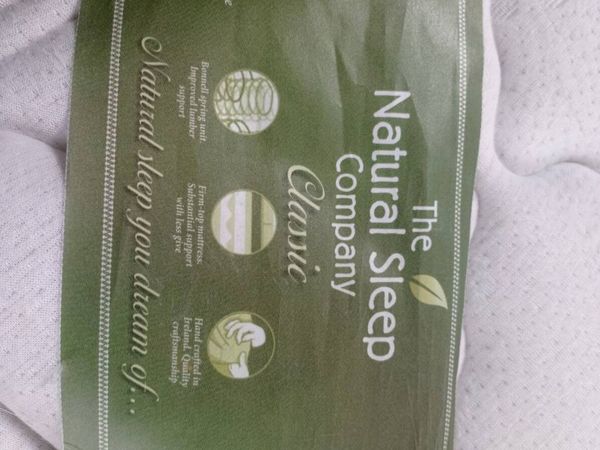 The
Natural Sleep
Company
Classic
Bonnell spring unit.
Improved lumber
support
Firm-top mattress.
Substantial support
with less give
Hand crafted in
Ireland. Quality
craftsmanship
Natural sleep you dream of...